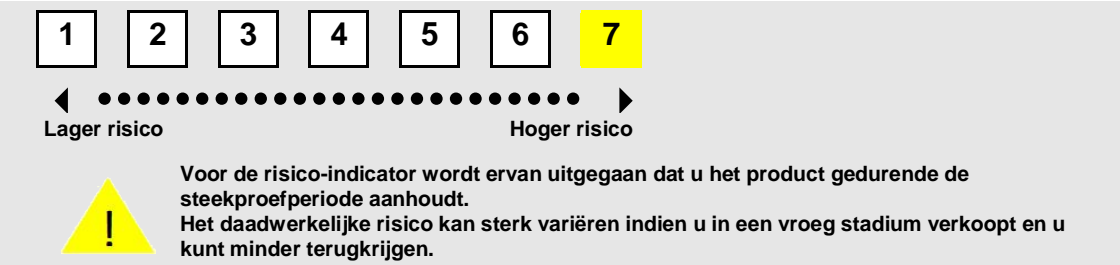 1 2 3 4 5 6 7
Lager risico Hoger risico
!
Voor de risico-indicator wordt ervan uitgegaan dat u het product gedurende de
steekproefperiode aanhoudt.
Het daadwerkelijke risico kan sterk variëren indien u in een vroeg stadium verkoopt en u
kunt minder terugkrijgen.